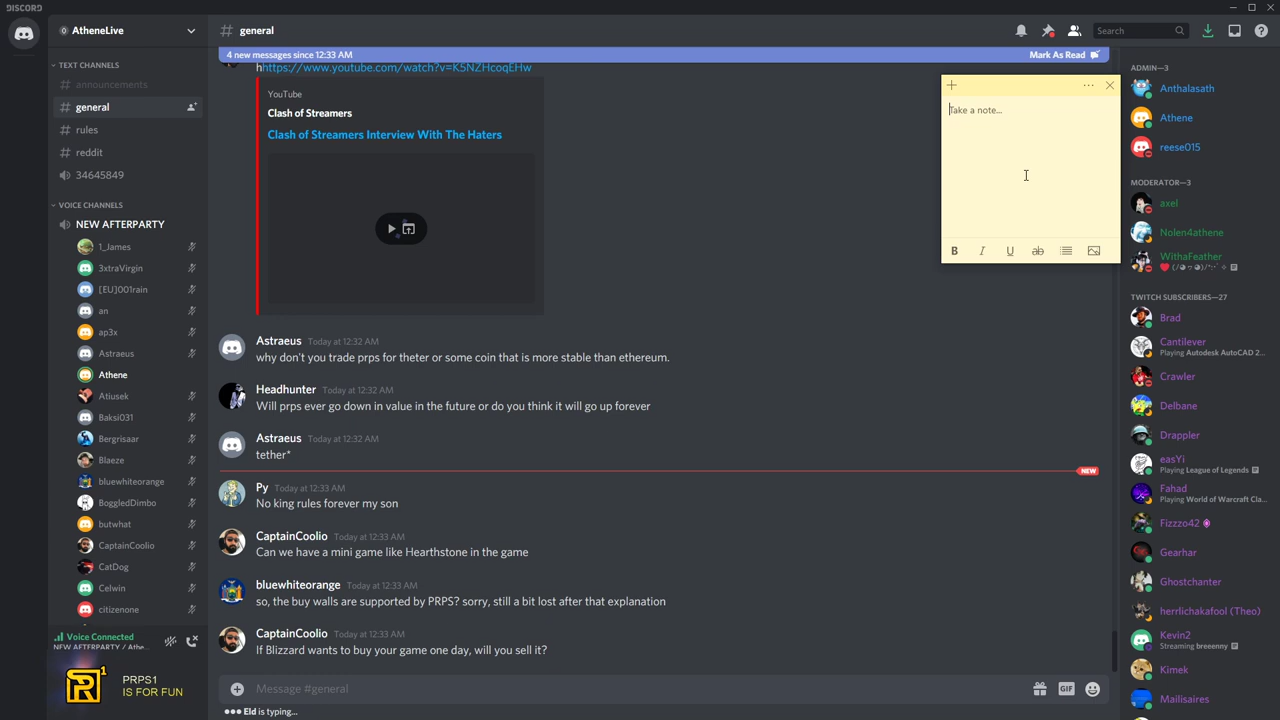 DISCORD
AtheneLive
TEXT CHANNELS
announcements
general
rules
reddit
34645849
VOICE CHANNELS
NEW AFTERPARTY
1_James
3xtraVirgin
[EU]001rain
an
ap3x
Astraeus
Athene
Atiusek
Baksi031
Bergrisaar
Blaeze
bluewhiteorange
BoggledDimbo
butwhat
CaptainCoolio
CatDog
Celwin
citizenone
Voice Connected
NEW AFTERPARTY / Athe...
PRPS1
IS FOR FUN
# general
Search
4 new messages since 12:33 AM
Mark As Read
hhttps://www.youtube.com/watch?v=K5NZHcoqEHw
YouTube
Clash of Streamers
Clash of Streamers Interview With The Haters
Astraeus Today at 12:32 AM
why don't you trade prps for theter or some coin that is more stable than ethereum.
Headhunter Today at 12:32 AM
Will prps ever go down in value in the future or do you think it will go up forever
Astraeus Today at 12:32 AM
tether*
NEW
Py Today at 12:33 AM
No king rules forever my son
CaptainCoolio Today at 12:33 AM
Can we have a mini game like Hearthstone in the game
bluewhiteorange Today at 12:33 AM
so, the buy walls are supported by PRPS? sorry, still a bit lost after that explanation
CaptainCoolio Today at 12:33 AM
If Blizzard wants to buy your game one day, will you sell it?
Message #general
GIF
Eld is typing...
Take a note...
B I U ab
ADMIN—3
Anthalasath
Athene
reese015
MODERATOR—3
axel
Nolen4athene
WithaFeather
TWITCH SUBSCRIBERS—27
Brad
Cantilever
Playing Autodesk AutoCAD 2...
Crawler
Delbane
Drappler
easYi
Playing League of Legends
Fahad
Playing World of Warcraft Cla...
Fizzzo42
Gearhar
Ghostchanter
herrlichakafool (Theo)
Kevin2
Streaming breeenny
Kimek
Mailisaires